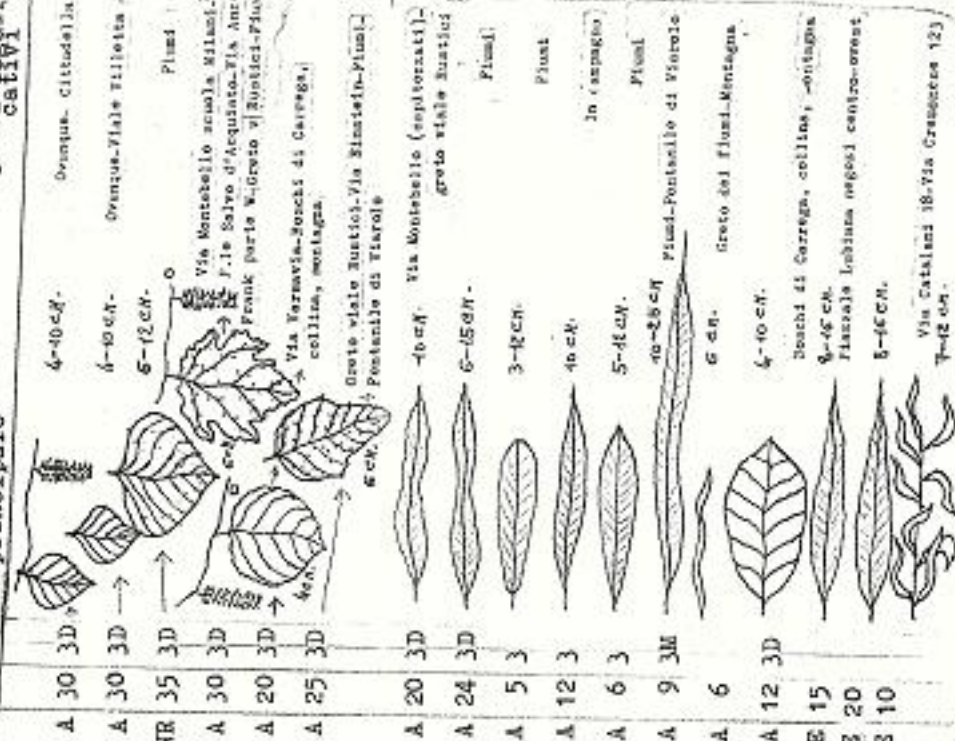 cativi
A 30 3D 4-10 cm. Ovunque. Cittadella
A 30 3D 4-10 cm. Ovunque-Viale Villetta
NR 35 3D 6-12 cm. Fiumi
A 30 3D Via Montebello scuola Milani-
P.le Salvo d'Acquisto-Via Anna
Frank parte W.-Greto v. Rustici-Fiumi
A 20 3D Via Varsavia-Boschi di Carrega,
collina, montagna
A 25 3D 6 cm. Greto viale Rustici-Via Einstein-Fiumi-
Fontanile di Viarolo
A 20 3D 10 cm. Via Montebello (capitozzati)-
greto viale Rustici
A 24 3D 6-15 cm. Fiumi
A 5 3 3-12 cm. Fiumi
A 12 3 10 cm. In campagna
A 6 3 5-12 cm. Fiumi
A 9 3M 10-25 cm Fiumi-Fontanile di Viarolo
A 6 6 cm. Greto dei fiumi-Montagna
A 12 3D 4-10 cm. Boschi di Carrega, collina, montagna
15 8-16 cm. Piazzale Lubiana negozi centro-ovest
20 8-16 cm.
10 7-12 cm. Via Catalani 18-Via Cremonese 123